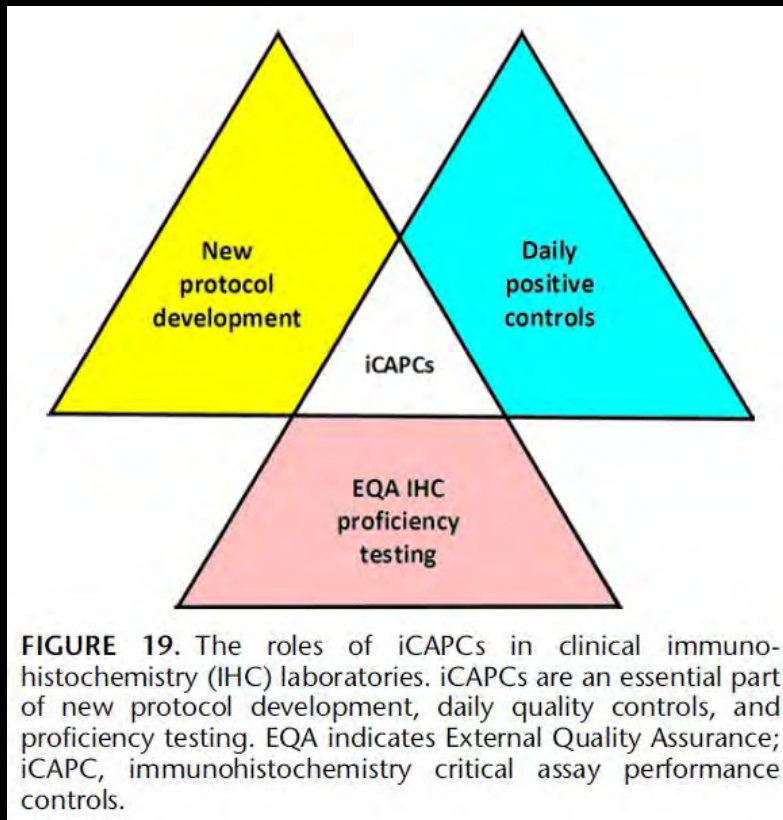 New
protocol
development
Daily
positive
controls
iCAPCs
EQA IHC
proficiency
testing
FIGURE 19. The roles of iCAPCs in clinical immuno-
histochemistry (IHC) laboratories. iCAPCs are an essential part
of new protocol development, daily quality controls, and
proficiency testing. EQA indicates External Quality Assurance;
iCAPC, immunohistochemistry critical assay performance
controls.